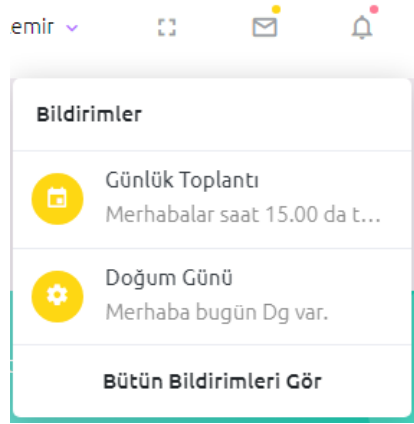 emir
Bildirimler
Günlük Toplantı
Merhabalar saat 15.00 da t...
Doğum Günü
Merhaba bugün Dg var.
Bütün Bildirimleri Gör